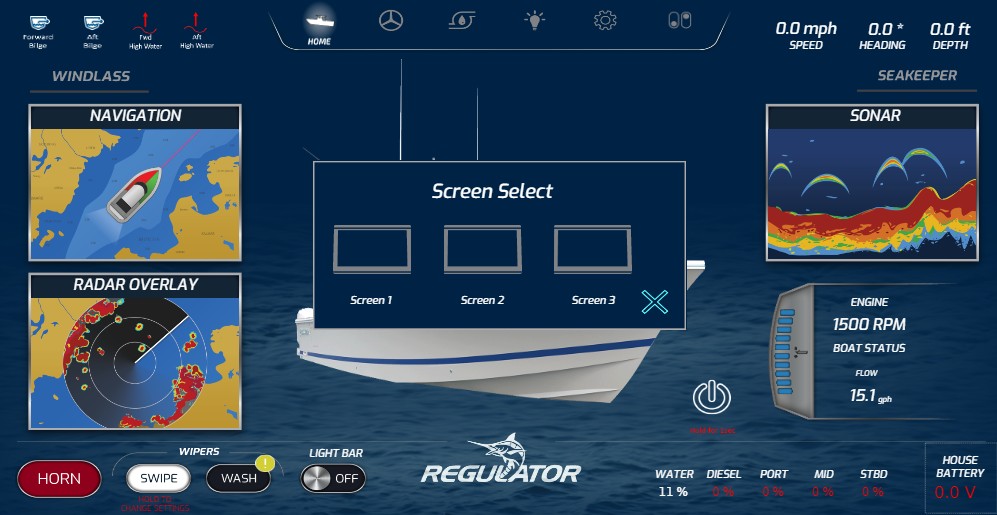 Forward
Bilge
Aft
Bilge
Fwd
High Water
Aft
High Water
HOME
0.0 mph
SPEED
0.0 *
HEADING
0.0 ft
DEPTH
WINDLASS
SEAKEEPER
NAVIGATION
SONAR
Screen Select
Screen 1
Screen 2
Screen 3
RADAR OVERLAY
ENGINE
1500 RPM
BOAT STATUS
FLOW
15.1 gph
Hold for 5sec
HORN
WIPERS
SWIPE
WASH
!
HOLD TO
CHANGE SETTINGS
LIGHT BAR
OFF
REGULATOR
WATER
11 %
DIESEL
0 %
PORT
0 %
MID
0 %
STBD
0 %
HOUSE
BATTERY
0.0 V